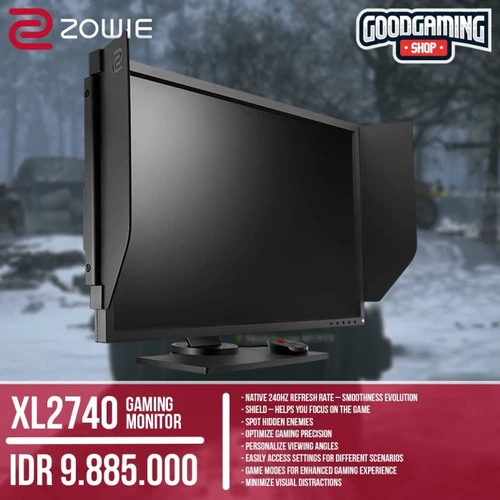 ZOWIE
GOODGAMING
SHOP
XL2740 GAMING MONITOR
IDR 9.885.000
- NATIVE 240HZ REFRESH RATE – SMOOTHNESS EVOLUTION
- SHIELD – HELPS YOU FOCUS ON THE GAME
- SPOT HIDDEN ENEMIES
- OPTIMIZE GAMING PRECISION
- PERSONALIZE VIEWING ANGLES
- EASILY ACCESS SETTINGS FOR DIFFERENT SCENARIOS
- GAME MODES FOR ENHANCED GAMING EXPERIENCE
- MINIMIZE VISUAL DISTRACTIONS